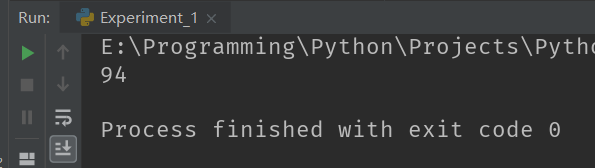 Run: Experiment_1 ×
E:\Programming\Python\Projects\Pytho
94
Process finished with exit code 0